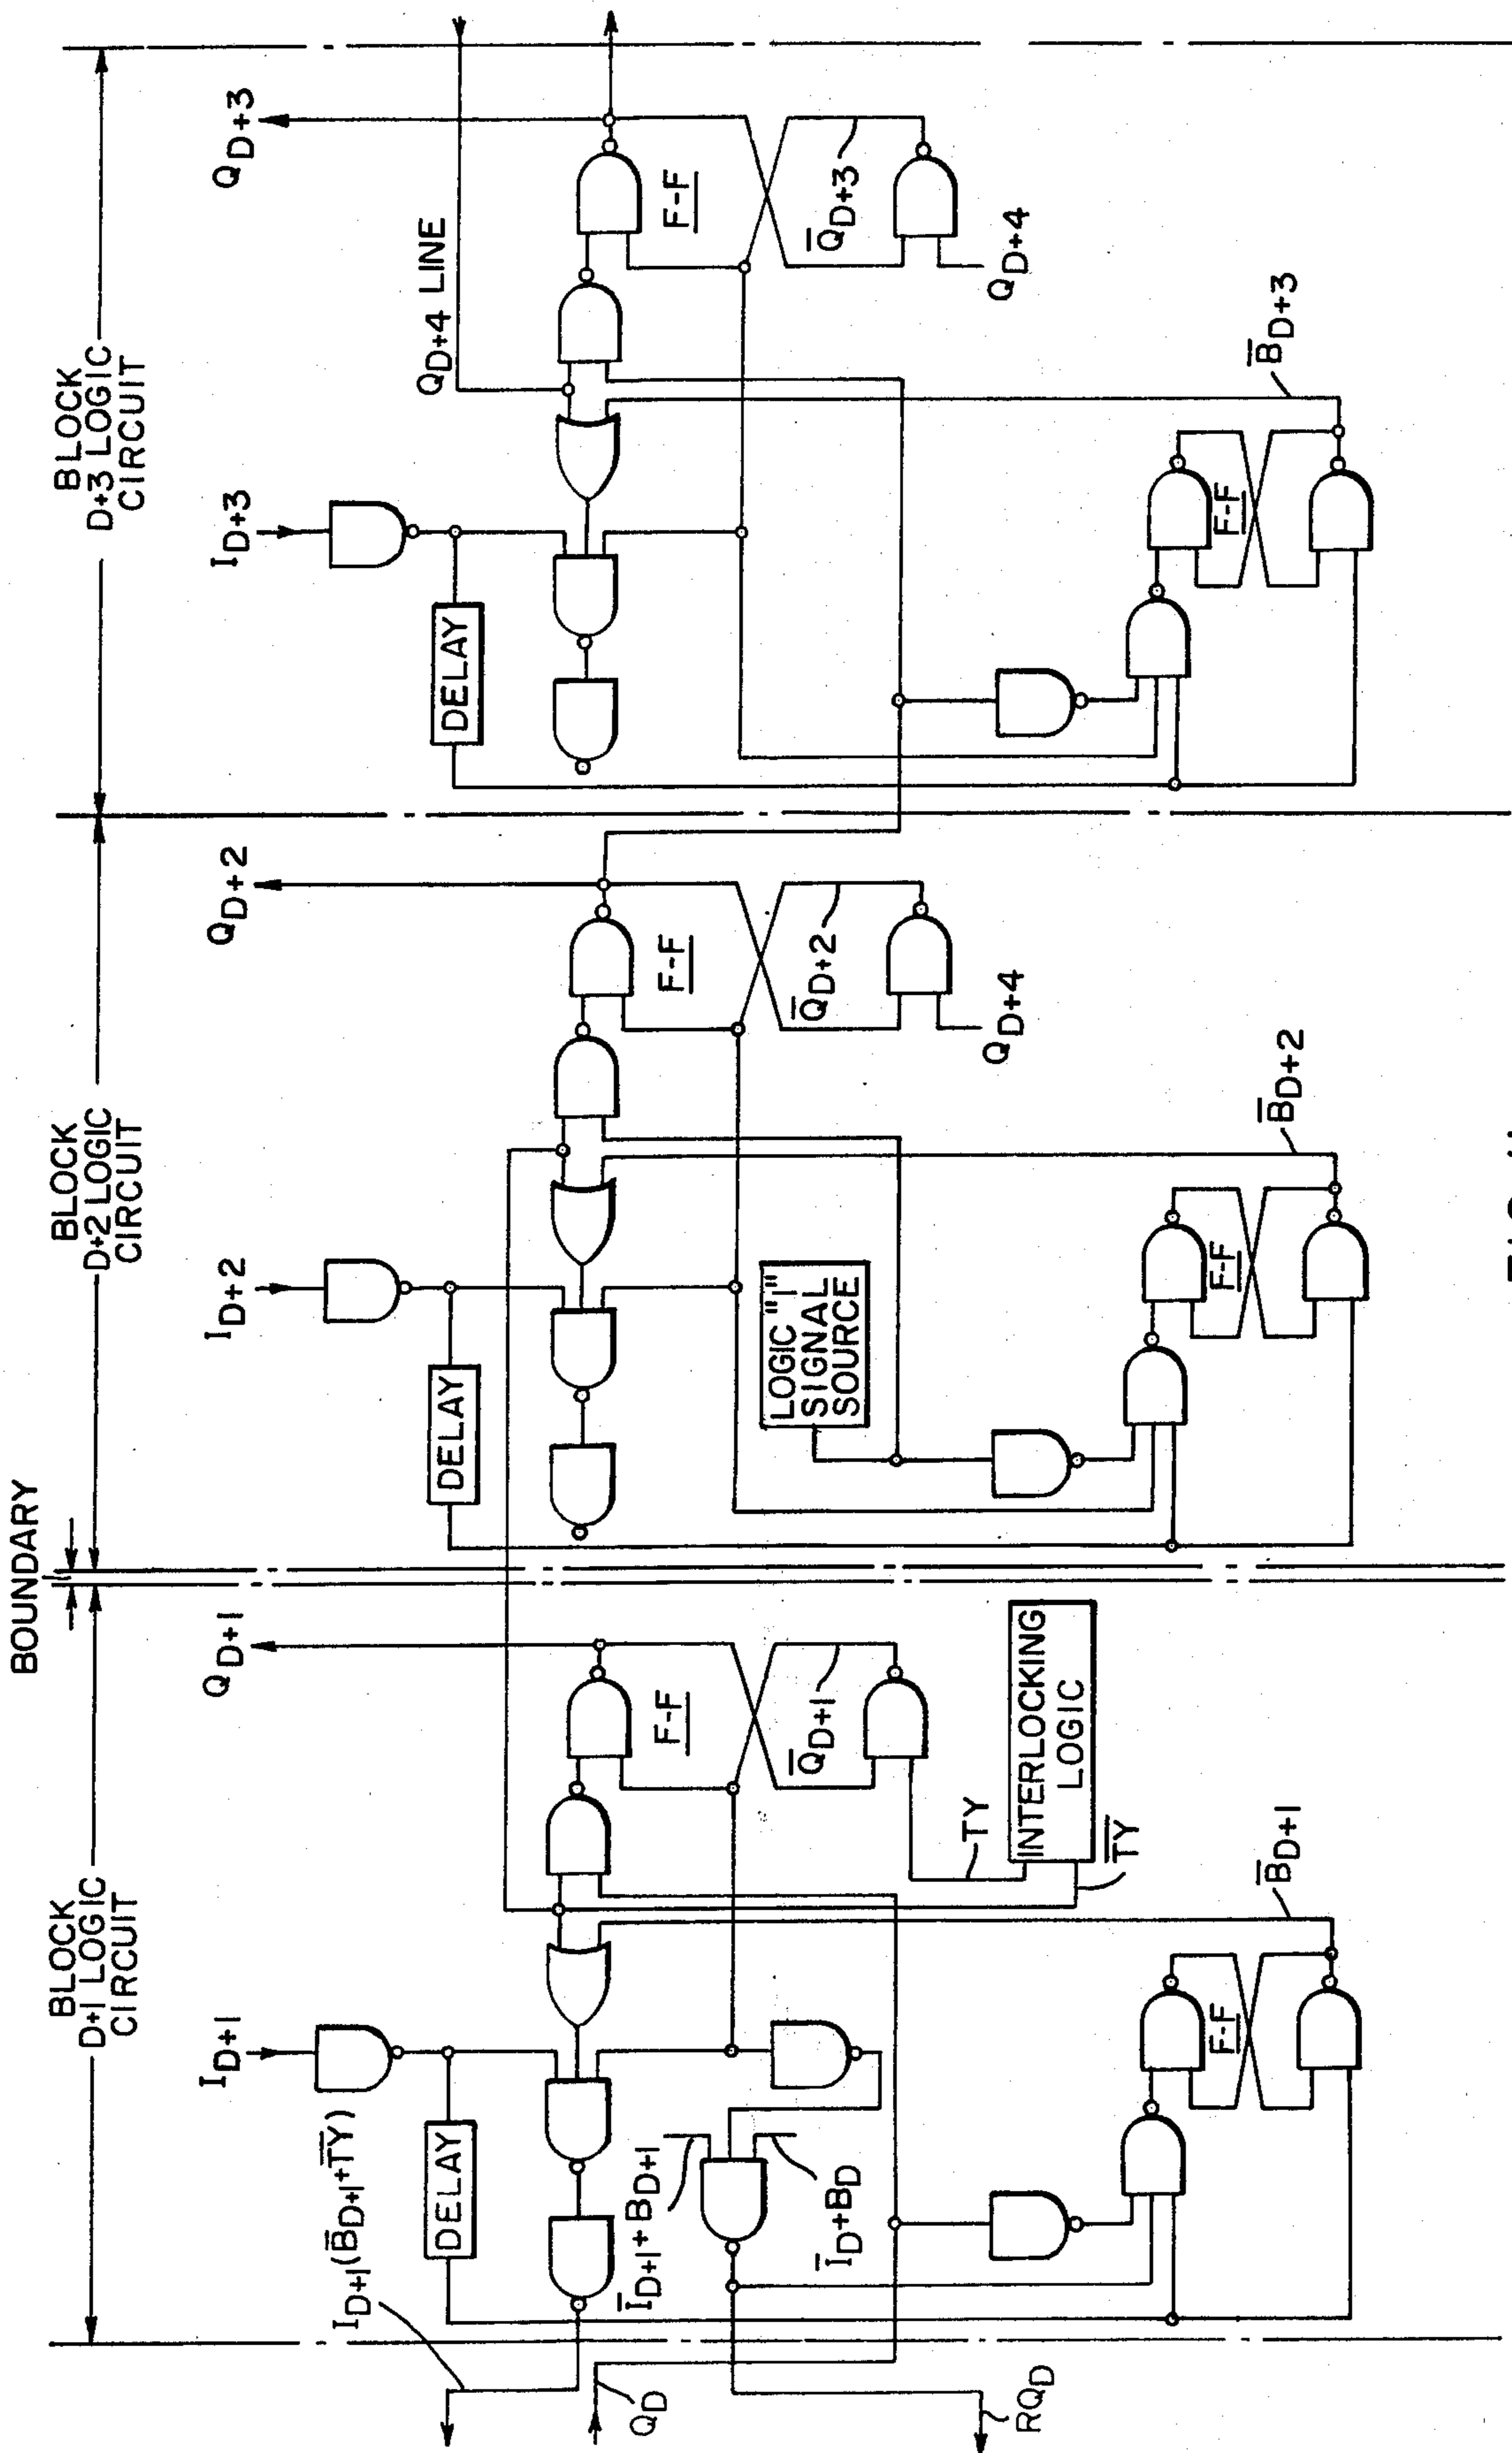 BOUNDARY
BLOCK
D+1 LOGIC
CIRCUIT
BLOCK
D+2 LOGIC
CIRCUIT
BLOCK
D+3 LOGIC
CIRCUIT
I_D+1
Q_D+1
I_D+2
Q_D+2
I_D+3
Q_D+3
I_D+1(B̅_D+1+T̅Y̅)
DELAY
DELAY
DELAY
Q_D+4 LINE
I̅_D+1+B_D+1
Q_D
F-F
F-F
F-F
I̅_D+B_D
Q̅_D+1
LOGIC "1"
SIGNAL
SOURCE
Q̅_D+2
Q̅_D+3
TY
INTERLOCKING
LOGIC
Q_D+4
Q_D+4
RQ_D
T̅Y̅
F-F
F-F
F-F
B̅_D+1
B̅_D+2
B̅_D+3